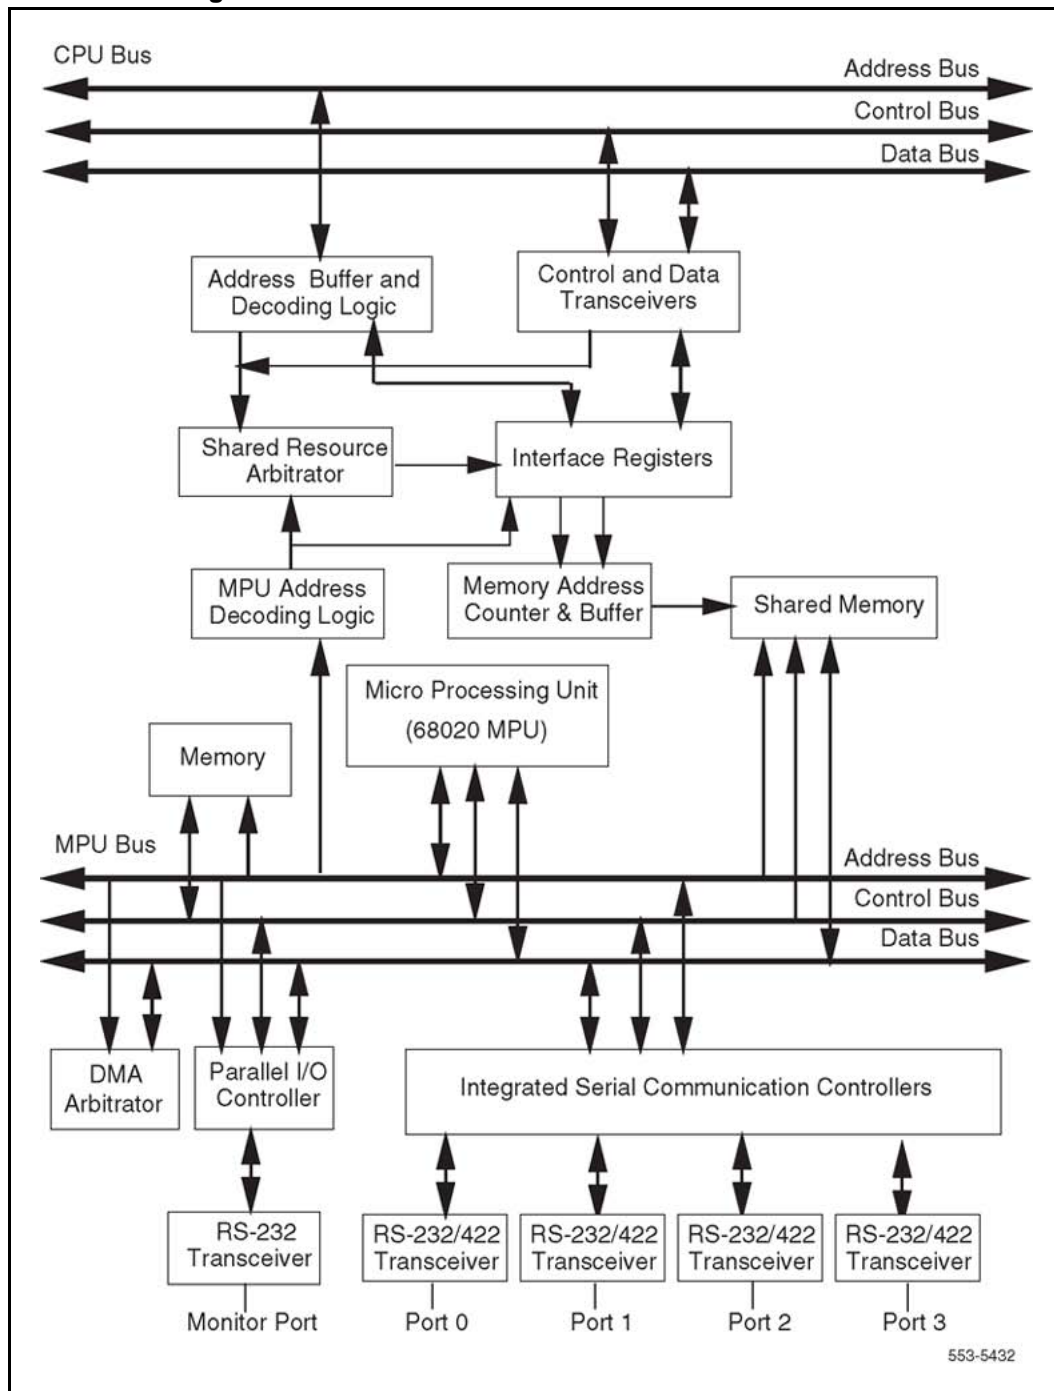 CPU Bus
Address Bus
Control Bus
Data Bus
Address Buffer and
Decoding Logic
Control and Data
Transceivers
Shared Resource
Arbitrator
Interface Registers
MPU Address
Decoding Logic
Memory Address
Counter & Buffer
Shared Memory
Micro Processing Unit
(68020 MPU)
Memory
MPU Bus
Address Bus
Control Bus
Data Bus
DMA
Arbitrator
Parallel I/O
Controller
Integrated Serial Communication Controllers
RS-232
Transceiver
RS-232/422
Transceiver
RS-232/422
Transceiver
RS-232/422
Transceiver
RS-232/422
Transceiver
Monitor Port
Port 0
Port 1
Port 2
Port 3
553-5432